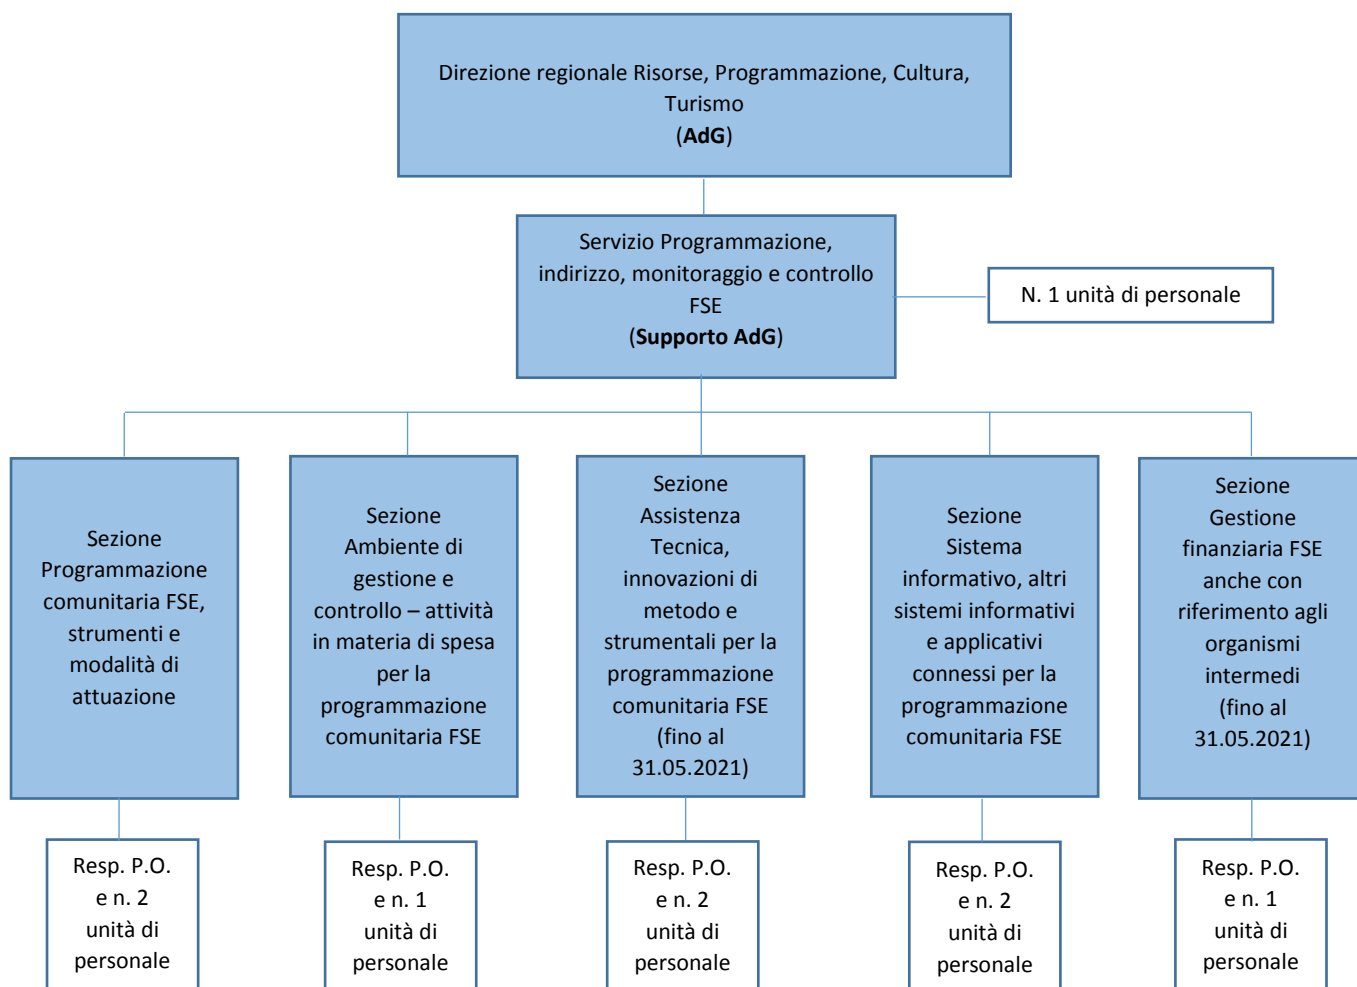 Direzione regionale Risorse, Programmazione, Cultura,
Turismo
(AdG)
Servizio Programmazione,
indirizzo, monitoraggio e controllo
FSE
(Supporto AdG)
N. 1 unità di personale
Sezione
Programmazione
comunitaria FSE,
strumenti e
modalità di
attuazione
Sezione
Ambiente di
gestione e
controllo – attività
in materia di spesa
per la
programmazione
comunitaria FSE
Sezione
Assistenza
Tecnica,
innovazioni di
metodo e
strumentali per la
programmazione
comunitaria FSE
(fino al
31.05.2021)
Sezione
Sistema
informativo, altri
sistemi informativi
e applicativi
connessi per la
programmazione
comunitaria FSE
Sezione
Gestione
finanziaria FSE
anche con
riferimento agli
organismi
intermedi
(fino al
31.05.2021)
Resp. P.O.
e n. 2
unità di
personale
Resp. P.O.
e n. 1
unità di
personale
Resp. P.O.
e n. 2
unità di
personale
Resp. P.O.
e n. 2
unità di
personale
Resp. P.O.
e n. 1
unità di
personale